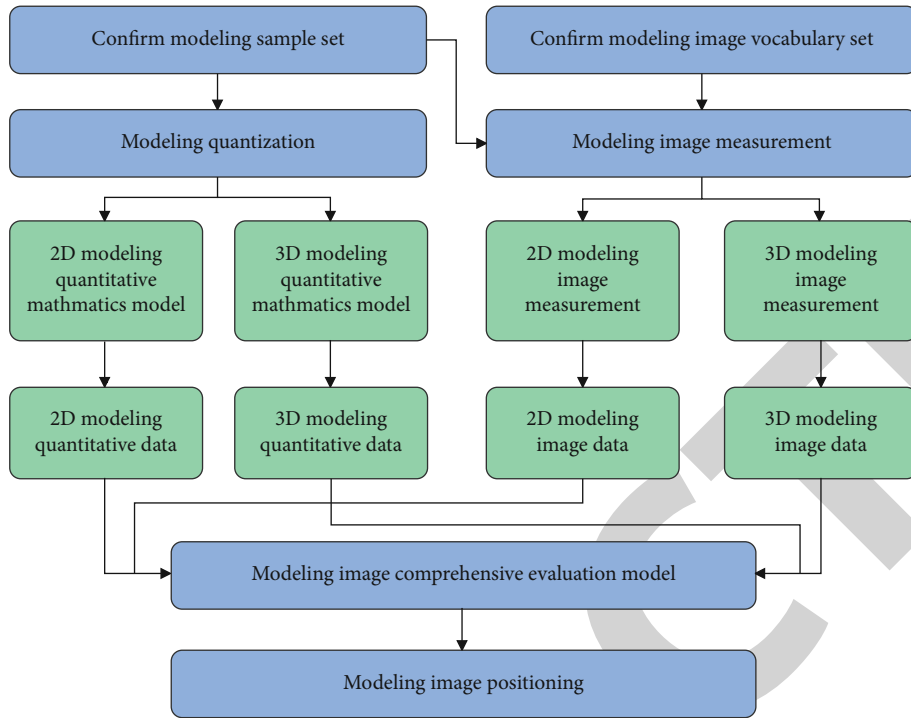 Confirm modeling sample set
Confirm modeling image vocabulary set
Modeling quantization
Modeling image measurement
2D modeling
quantitative
mathmatics model
3D modeling
quantitative
mathmatics model
2D modeling
image
measurement
3D modeling
image
measurement
2D modeling
quantitative data
3D modeling
quantitative data
2D modeling
image data
3D modeling
image data
Modeling image comprehensive evaluation model
Modeling image positioning